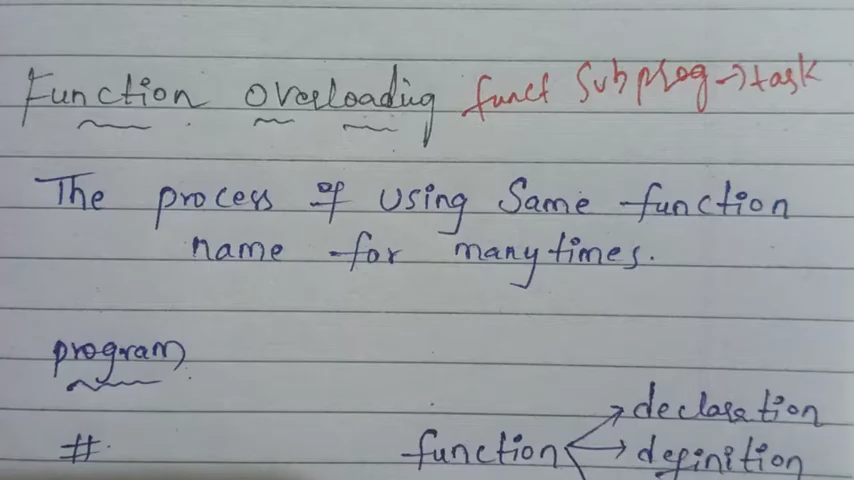 Function overloading funct Subprog→task
The process of using Same function
name for many times.
program
→declaration
# function →definition